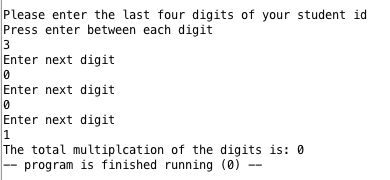 Please enter the last four digits of your student id
Press enter between each digit
3
Enter next digit
0
Enter next digit
0
Enter next digit
1
The total multiplcation of the digits is: 0
-- program is finished running (0) --